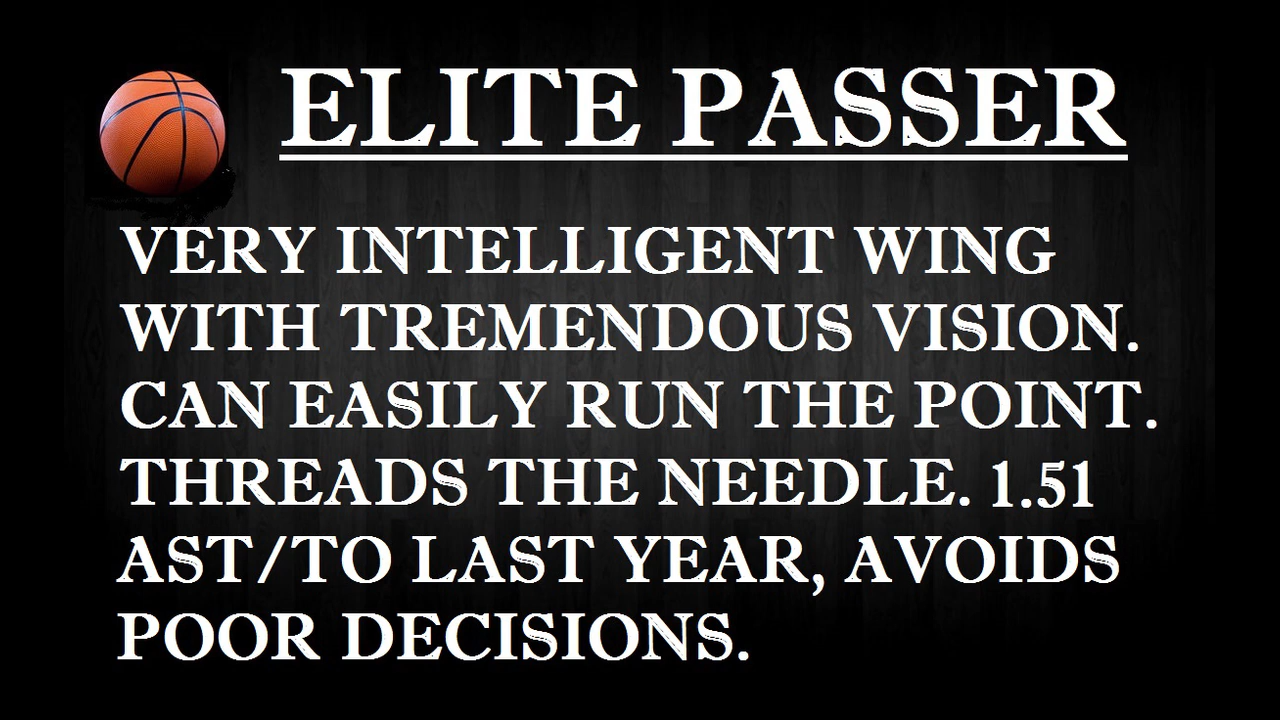 ELITE PASSER
VERY INTELLIGENT WING
WITH TREMENDOUS VISION.
CAN EASILY RUN THE POINT.
THREADS THE NEEDLE. 1.51
AST/TO LAST YEAR, AVOIDS
POOR DECISIONS.